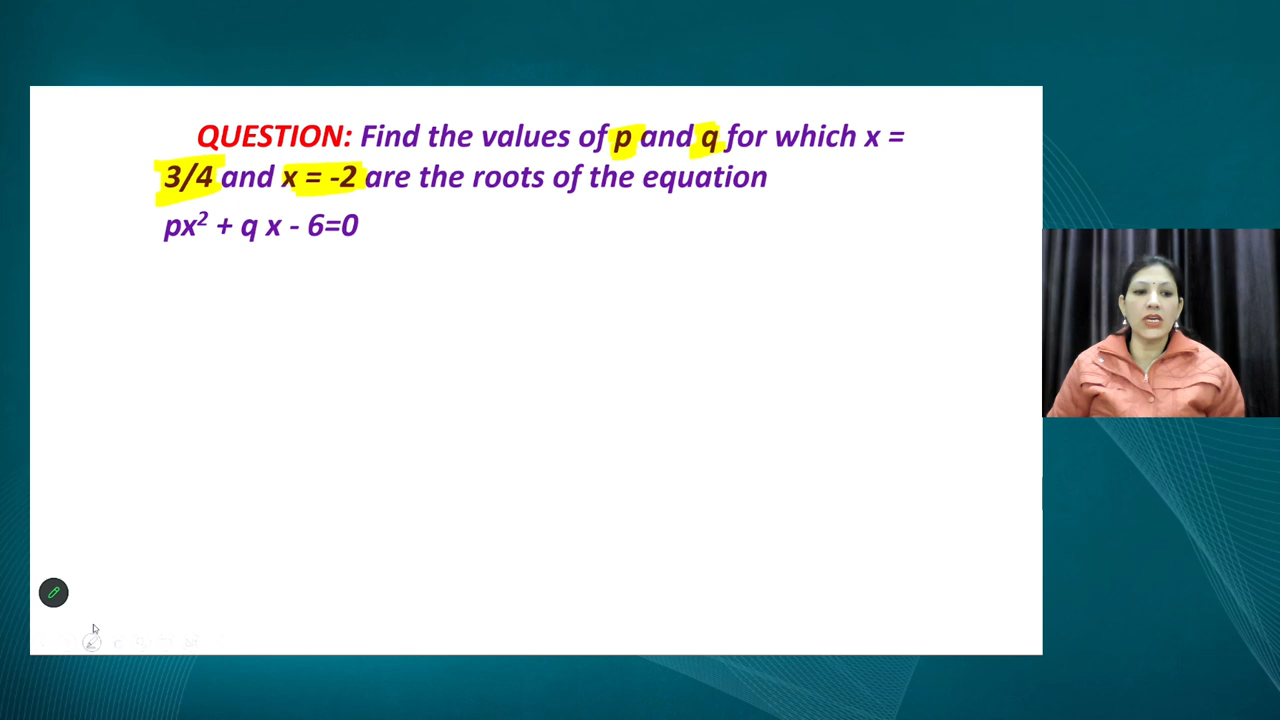 QUESTION: Find the values of p and q for which x =
3/4 and x = -2 are the roots of the equation
px² + q x - 6=0